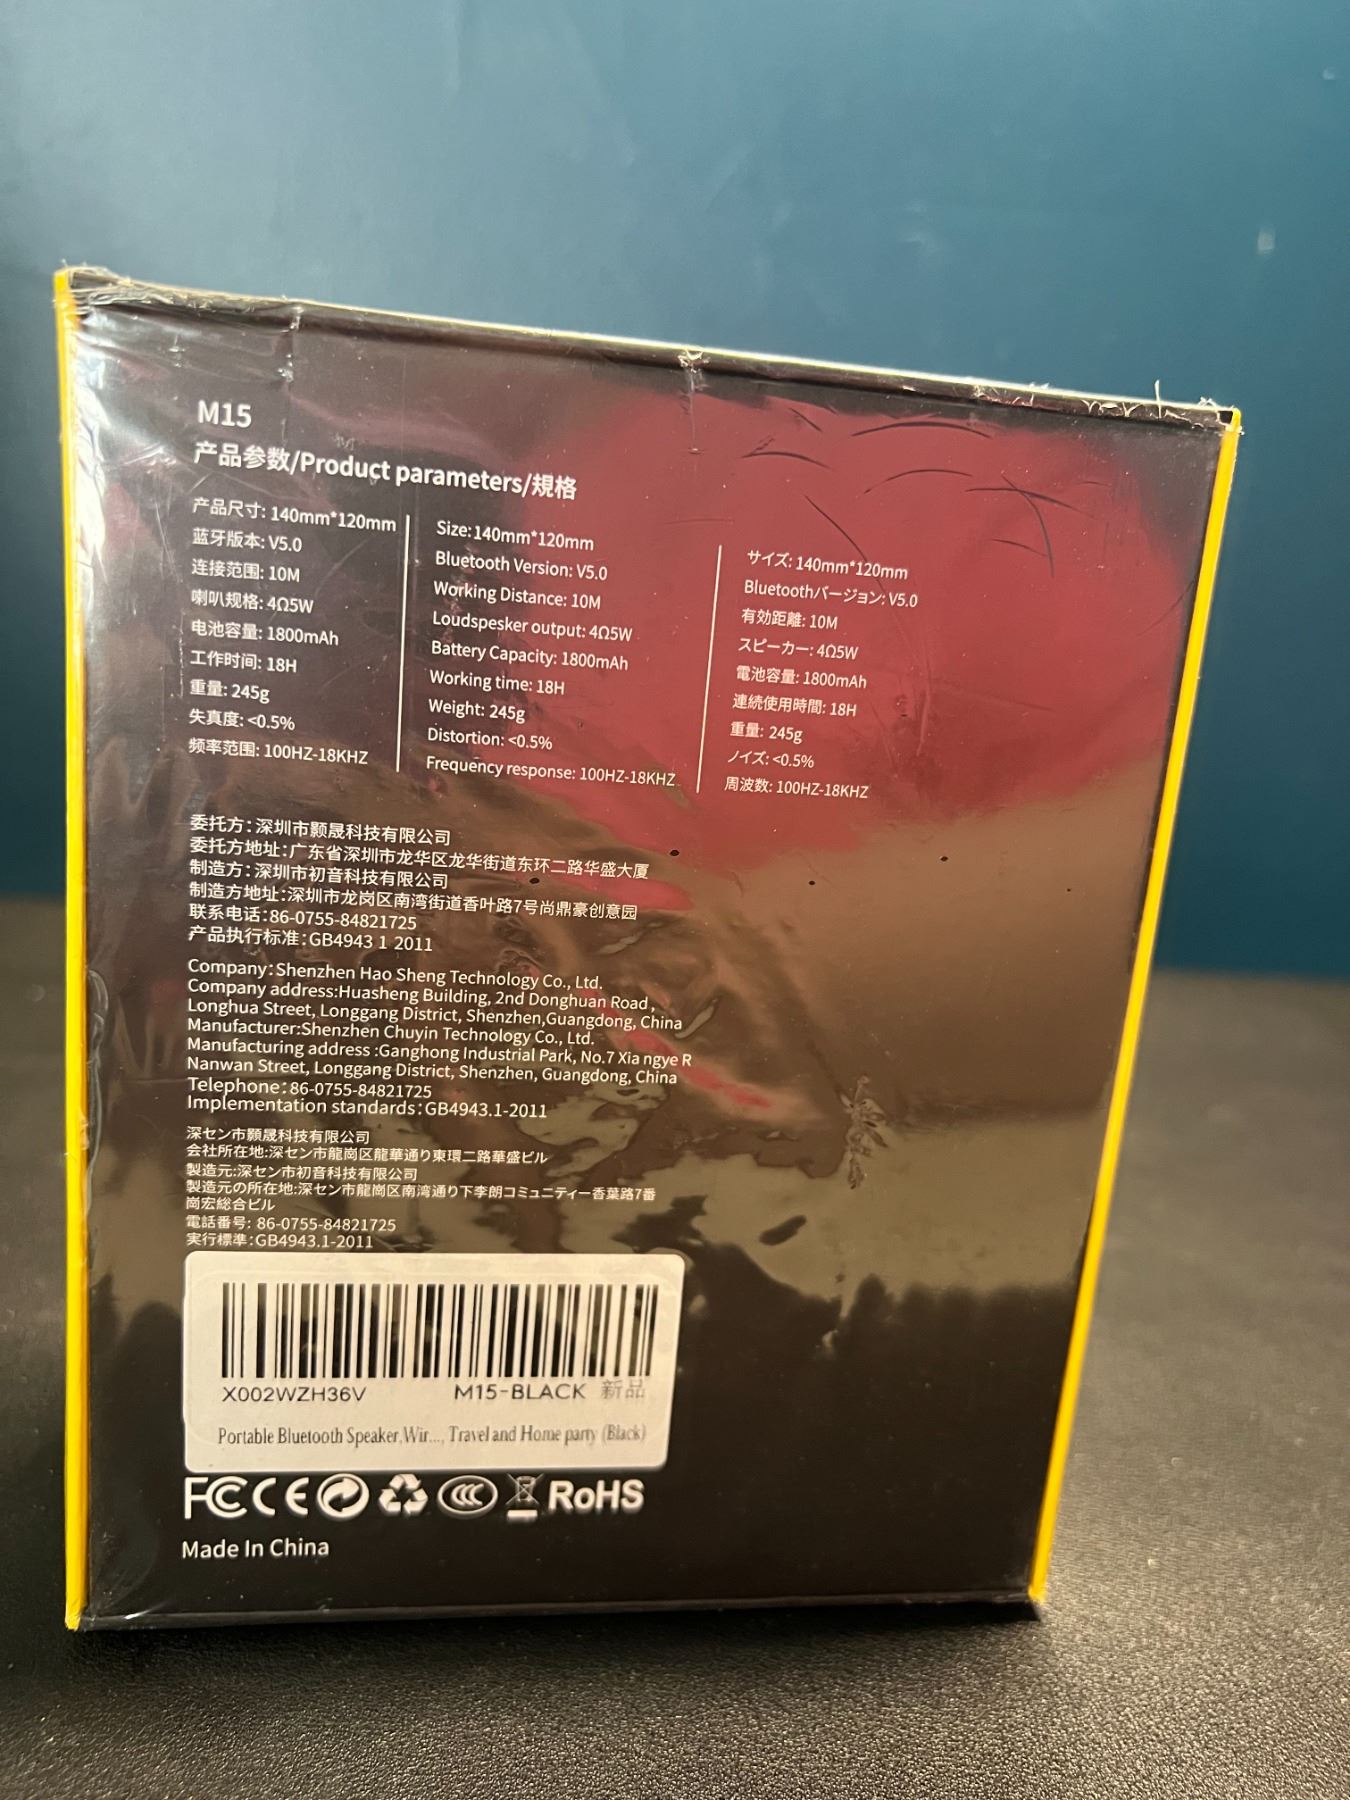 M15
产品参数/Product parameters/規格
产品尺寸: 140mm*120mm
蓝牙版本: V5.0
连接范围: 10M
喇叭规格: 4Ω5W
电池容量: 1800mAh
工作时间: 18H
重量: 245g
失真度: <0.5%
频率范围: 100HZ-18KHZ
Size:140mm*120mm
Bluetooth Version: V5.0
Working Distance: 10M
Loudspesker output: 4Ω5W
Battery Capacity: 1800mAh
Working time: 18H
Weight: 245g
Distortion: <0.5%
Frequency response: 100HZ-18KHZ
サイズ: 140mm*120mm
Bluetoothバージョン: V5.0
有効距離: 10M
スピーカー: 4Ω5W
電池容量: 1800mAh
連続使用時間: 18H
重量: 245g
ノイズ: <0.5%
周波数: 100HZ-18KHZ
委托方: 深圳市颢晟科技有限公司
委托方地址: 广东省深圳市龙华区龙华街道东环二路华盛大厦
制造方: 深圳市初音科技有限公司
制造方地址: 深圳市龙岗区南湾街道香叶路7号尚鼎豪创意园
联系电话: 86-0755-84821725
产品执行标准: GB4943 1 2011
Company: Shenzhen Hao Sheng Technology Co., Ltd.
Company address:Huasheng Building, 2nd Donghuan Road ,
Longhua Street, Longgang District, Shenzhen,Guangdong, China
Manufacturer:Shenzhen Chuyin Technology Co., Ltd.
Manufacturing address :Ganghong Industrial Park, No.7 Xia ngye R
Nanwan Street, Longgang District, Shenzhen, Guangdong, China
Telephone: 86-0755-84821725
Implementation standards: GB4943.1-2011
深セン市顥晟科技有限公司
会社所在地:深セン市龍崗区龍華通り東環二路華盛ビル
製造元:深セン市初音科技有限公司
製造元の所在地:深セン市龍崗区南湾通り下李朗コミュニティー香葉路7番
崗宏総合ビル
電話番号: 86-0755-84821725
実行標準:GB4943.1-2011
X002WZH36V M15-BLACK 新品
Portable Bluetooth Speaker,Wir..., Travel and Home party (Black)
FC CE RoHS
Made In China